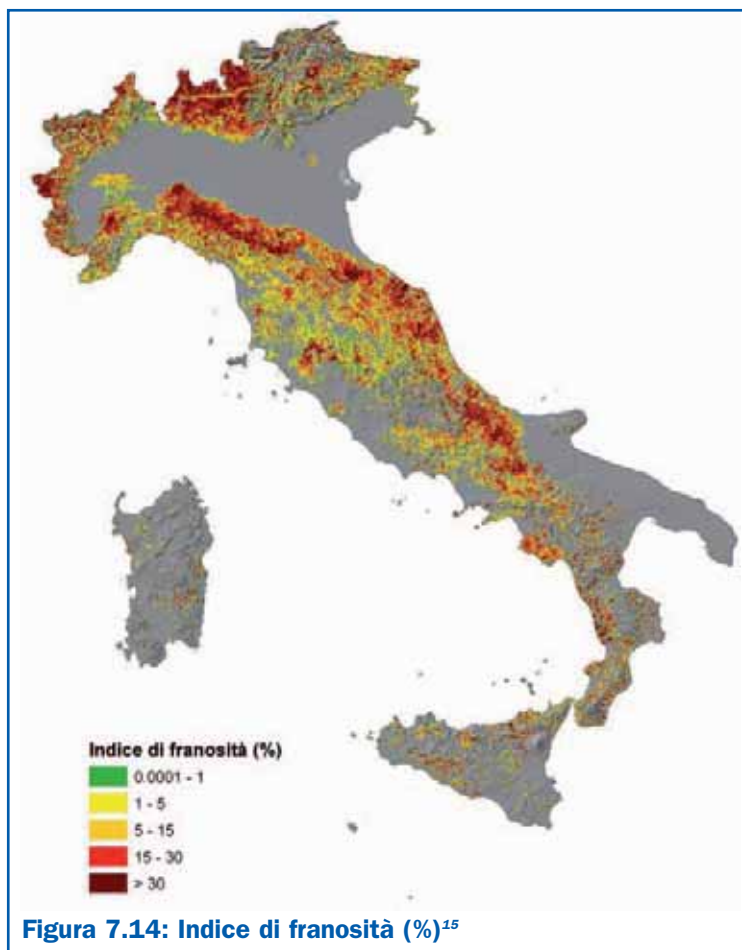 Indice di franosità (%)
0.0001 - 1
1 - 5
5 - 15
15 - 30
> 30
Figura 7.14: Indice di franosità (%)¹⁵